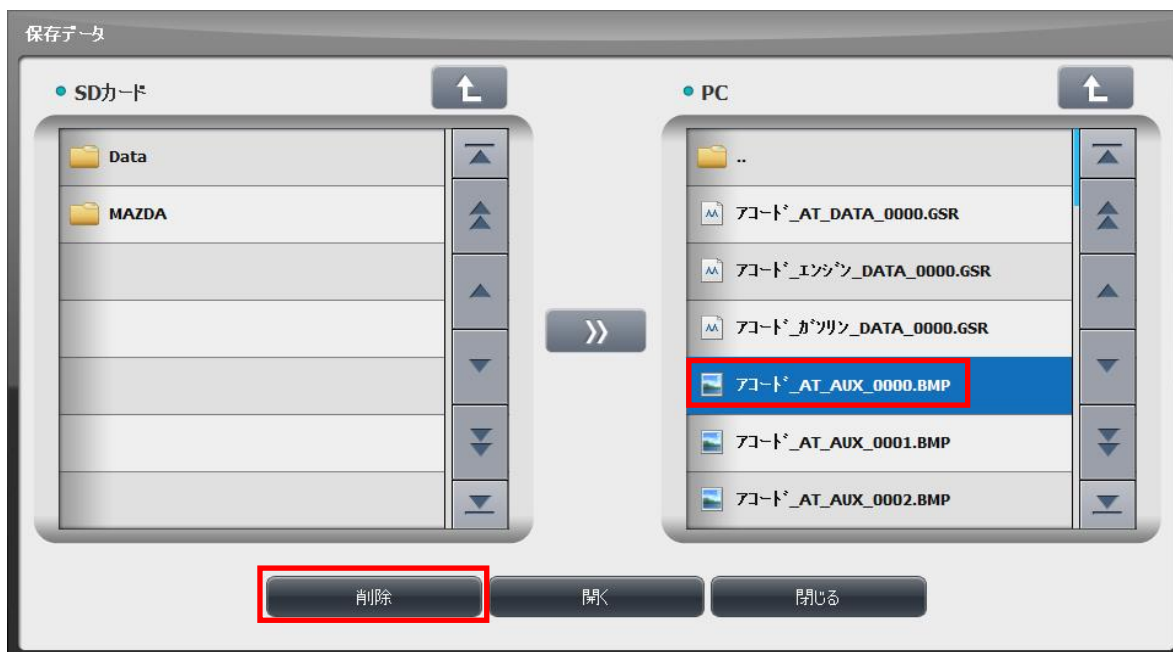 保存ﾃﾞｰﾀ
SDｶｰﾄﾞ
PC
Data
MAZDA
..
ｱｺｰﾄﾞ_AT_DATA_0000.GSR
ｱｺｰﾄﾞ_ｴﾝｼﾞﾝ_DATA_0000.GSR
ｱｺｰﾄﾞ_ｶﾞｿﾘﾝ_DATA_0000.GSR
ｱｺｰﾄﾞ_AT_AUX_0000.BMP
ｱｺｰﾄﾞ_AT_AUX_0001.BMP
ｱｺｰﾄﾞ_AT_AUX_0002.BMP
削除
開く
閉じる